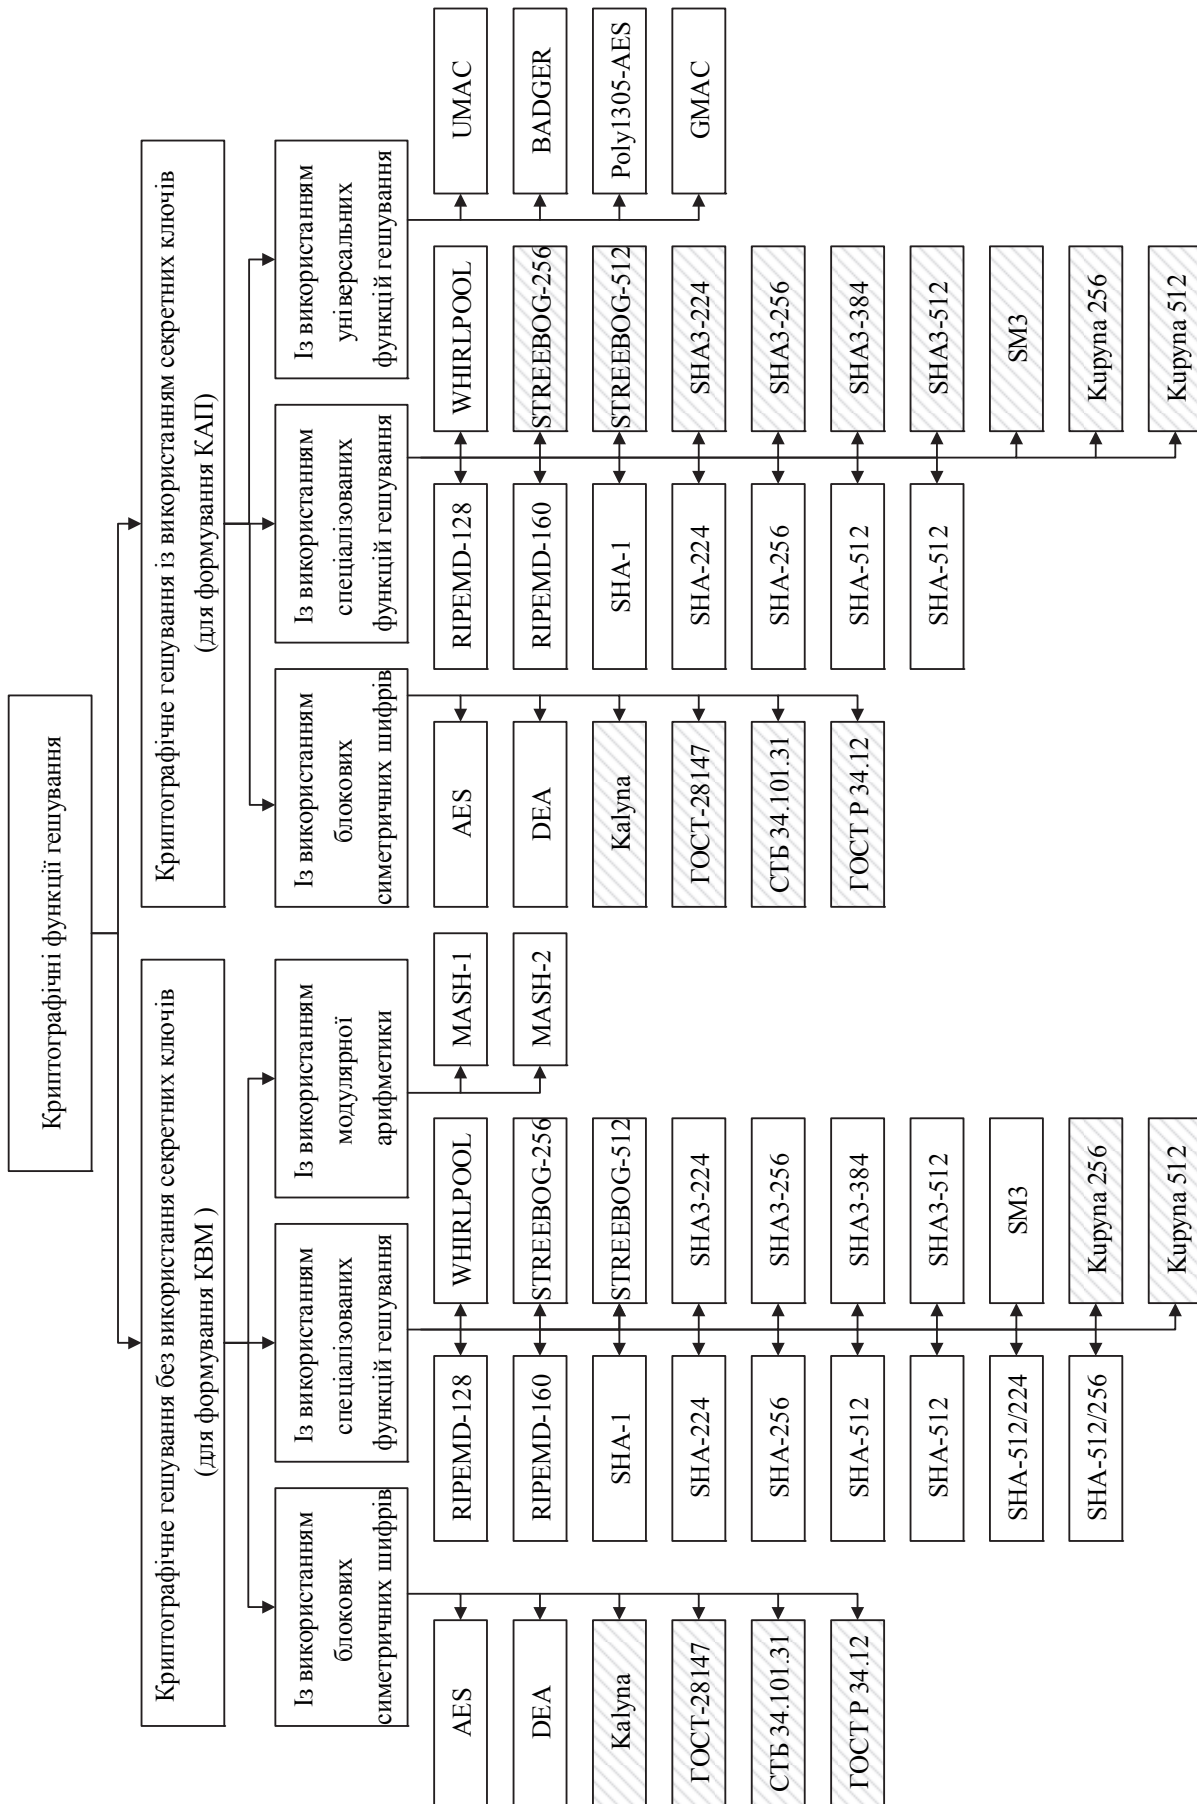 Криптографічні функції гешування
Криптографічне гешування без використання секретних ключів
(для формування КВМ )
Криптографічне гешування із використанням секретних ключів
(для формування КАП)
Із використанням
блокових
симетричних шифрів
Із використанням
спеціалізованих
функцій гешування
Із використанням
модулярної
арифметики
Із використанням
блокових
симетричних шифрів
Із використанням
спеціалізованих
функцій гешування
Із використанням
універсальних
функцій гешування
AES
DEA
Kalyna
ГОСТ-28147
СТБ 34.101.31
ГОСТ Р 34.12
RIPEMD-128
RIPEMD-160
SHA-1
SHA-224
SHA-256
SHA-512
SHA-512
SHA-512/224
SHA-512/256
WHIRLPOOL
STREEBOG-256
STREEBOG-512
SHA3-224
SHA3-256
SHA3-384
SHA3-512
SM3
Kupyna 256
Kupyna 512
MASH-1
MASH-2
AES
DEA
Kalyna
ГОСТ-28147
СТБ 34.101.31
ГОСТ Р 34.12
RIPEMD-128
RIPEMD-160
SHA-1
SHA-224
SHA-256
SHA-512
SHA-512
WHIRLPOOL
STREEBOG-256
STREEBOG-512
SHA3-224
SHA3-256
SHA3-384
SHA3-512
SM3
Kupyna 256
Kupyna 512
UMAC
BADGER
Poly1305-AES
GMAC